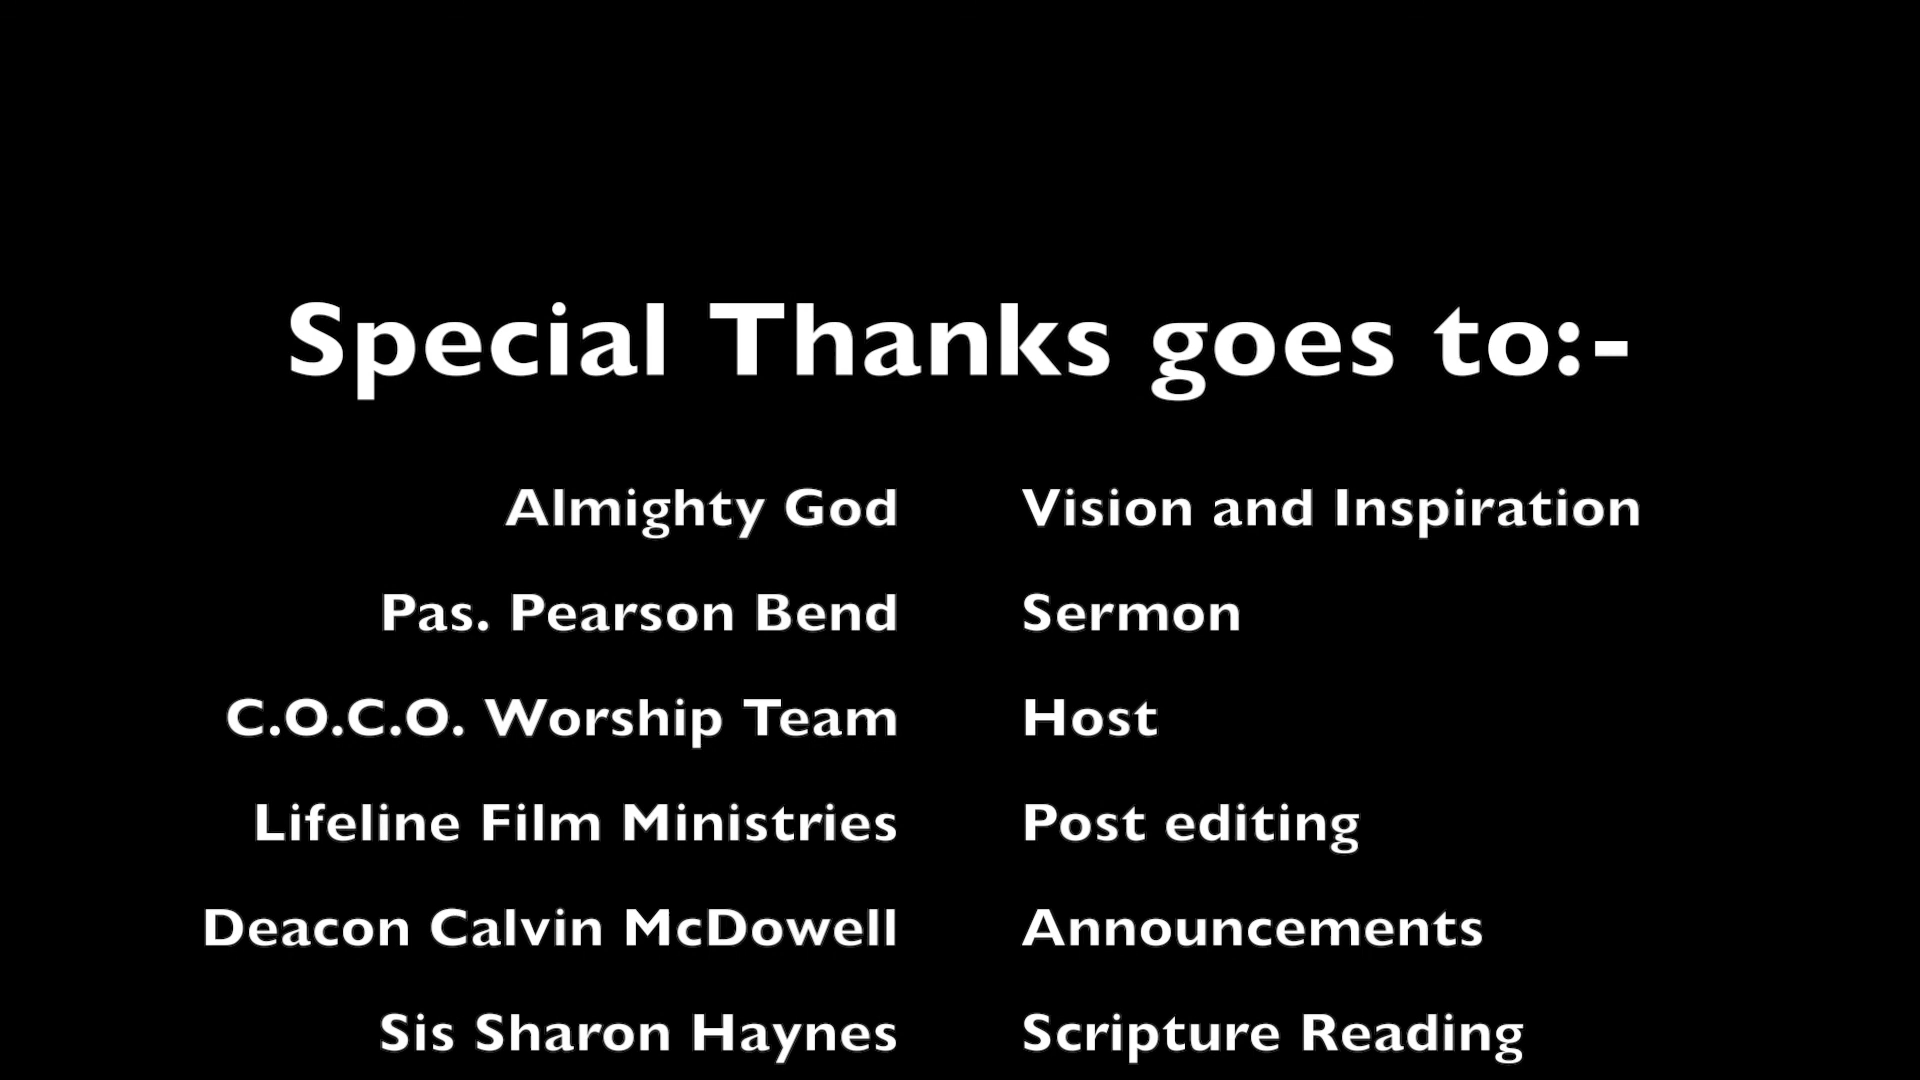 Special Thanks goes to:-
Almighty God Vision and Inspiration
Pas. Pearson Bend Sermon
C.O.C.O. Worship Team Host
Lifeline Film Ministries Post editing
Deacon Calvin McDowell Announcements
Sis Sharon Haynes Scripture Reading